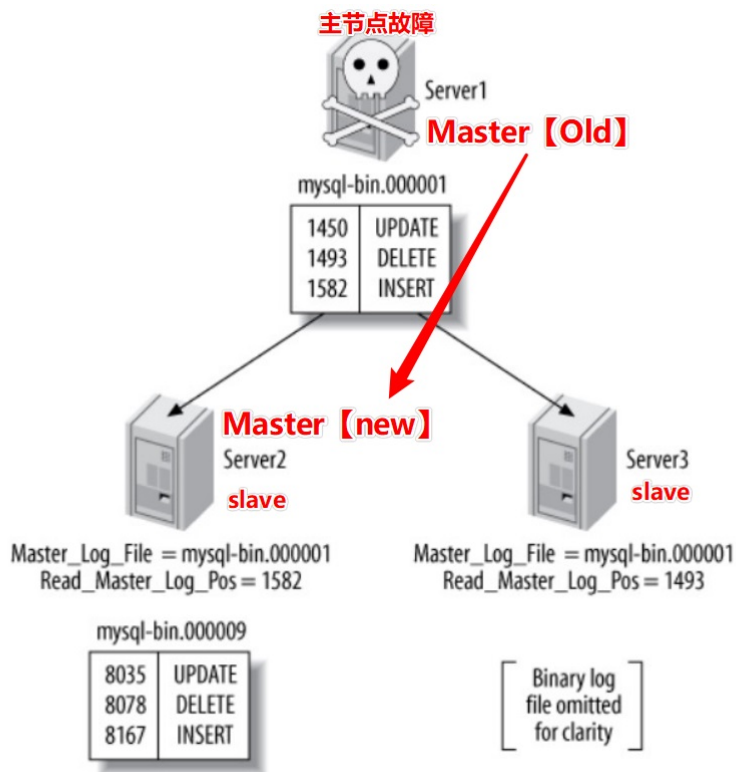 主节点故障
Server1
Master【Old】
mysql-bin.000001
1450 UPDATE
1493 DELETE
1582 INSERT
Master【new】
Server2
slave
Server3
slave
Master_Log_File = mysql-bin.000001
Read_Master_Log_Pos = 1582
Master_Log_File = mysql-bin.000001
Read_Master_Log_Pos = 1493
mysql-bin.000009
8035 UPDATE
8078 DELETE
8167 INSERT
Binary log
file omitted
for clarity